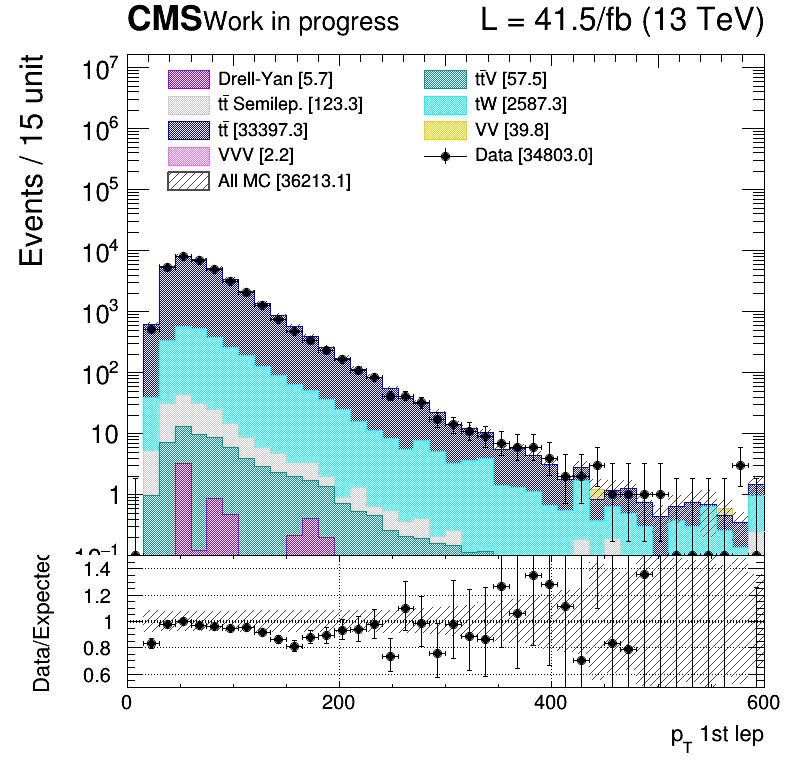 CMS Work in progress L = 41.5/fb (13 TeV)
Drell-Yan [5.7] tt̄V [57.5]
tt̄ Semilep. [123.3] tW [2587.3]
tt̄ [33397.3] VV [39.8]
VVV [2.2] Data [34803.0]
All MC [36213.1]
Events / 15 unit
10⁷
10⁶
10⁵
10⁴
10³
10²
10
1
10⁻¹
Data/Expected
1.4
1.2
1
0.8
0.6
0 200 400 600
p_T 1st lep